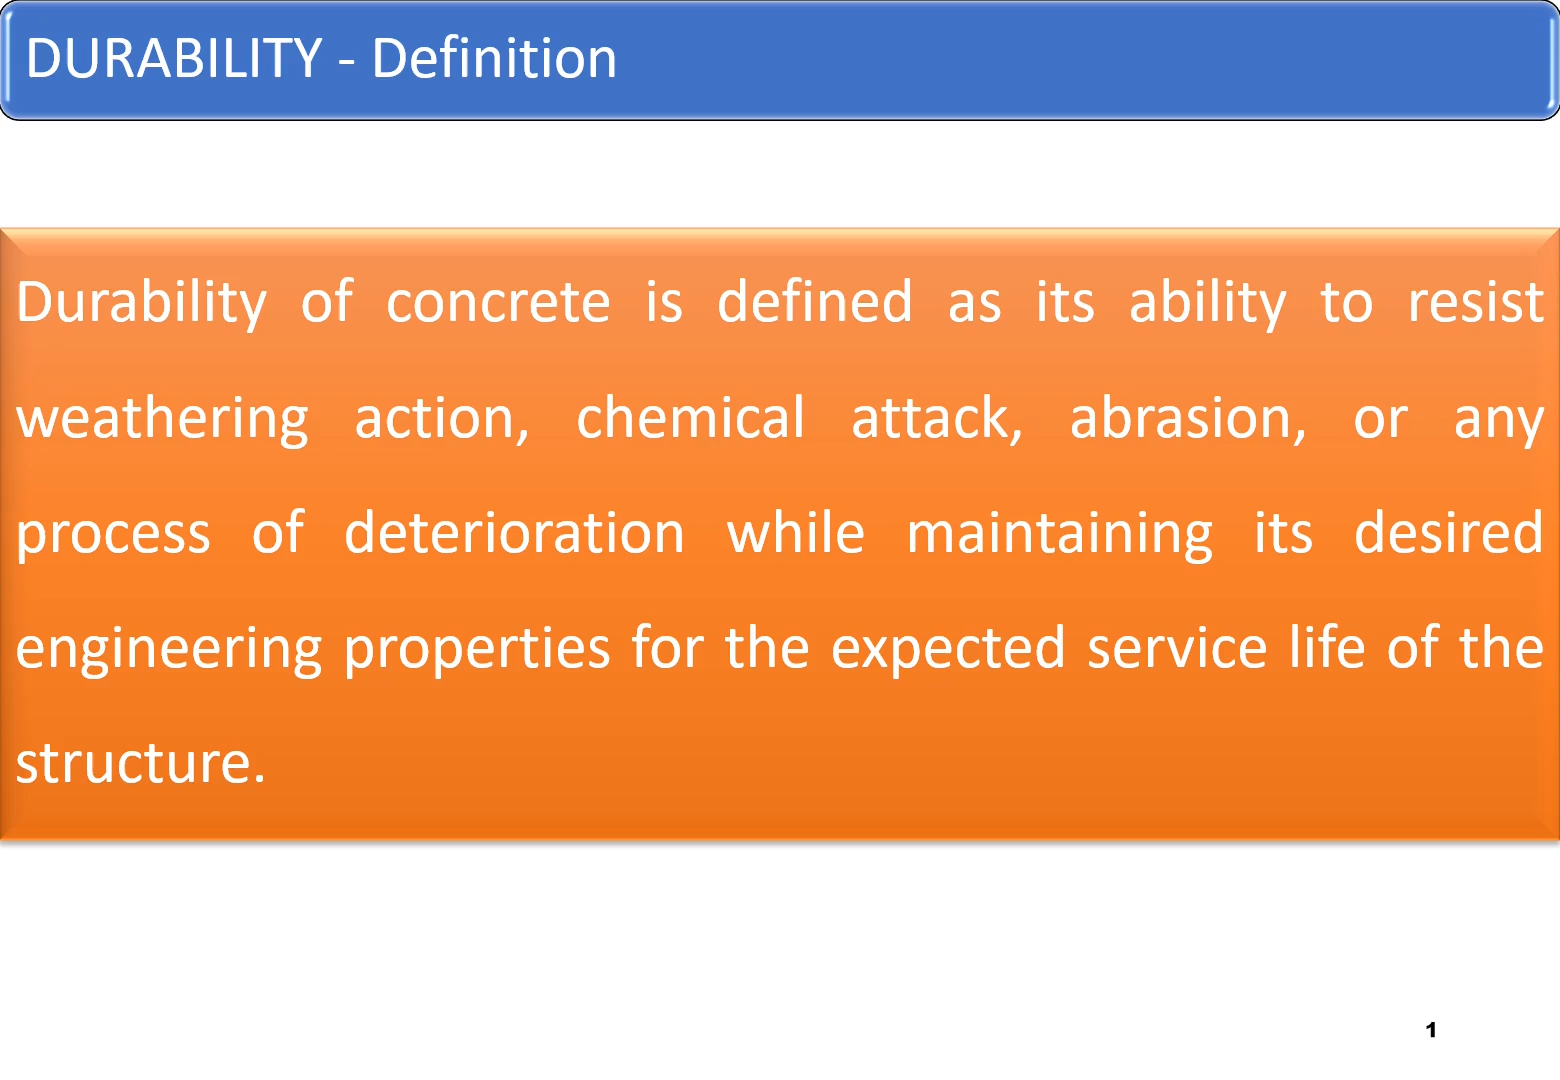 DURABILITY - Definition
Durability of concrete is defined as its ability to resist
weathering action, chemical attack, abrasion, or any
process of deterioration while maintaining its desired
engineering properties for the expected service life of the
structure.
1